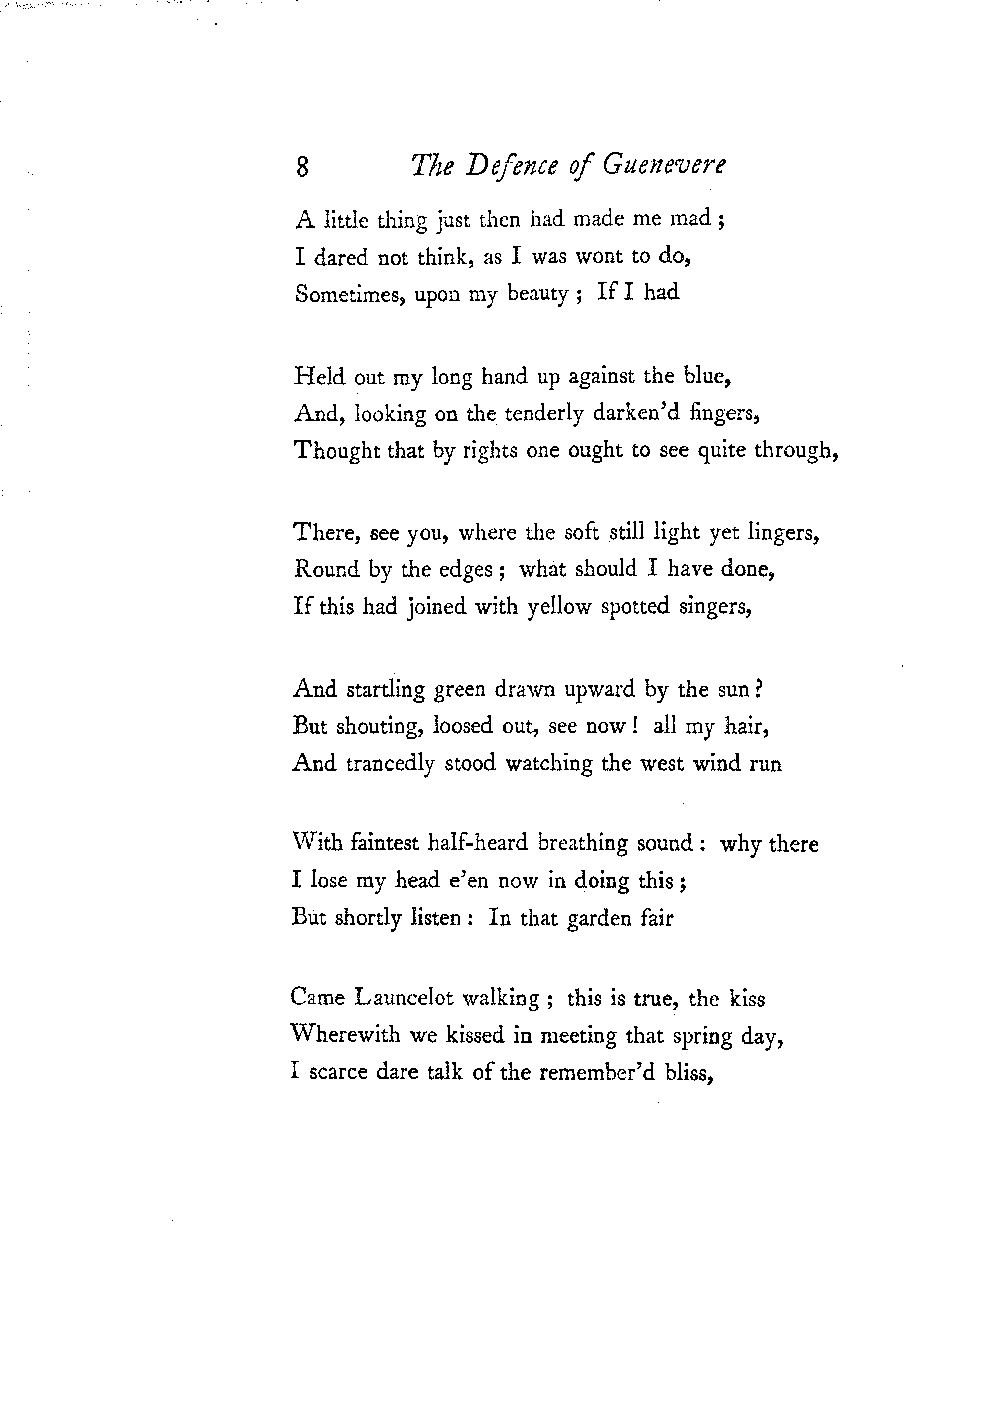 8 The Defence of Guenevere
A little thing just then had made me mad ;
I dared not think, as I was wont to do,
Sometimes, upon my beauty ; If I had
Held out my long hand up against the blue,
And, looking on the tenderly darken'd fingers,
Thought that by rights one ought to see quite through,
There, see you, where the soft still light yet lingers,
Round by the edges ; what should I have done,
If this had joined with yellow spotted singers,
And startling green drawn upward by the sun ?
But shouting, loosed out, see now ! all my hair,
And trancedly stood watching the west wind run
With faintest half-heard breathing sound : why there
I lose my head e'en now in doing this ;
But shortly listen : In that garden fair
Came Launcelot walking ; this is true, the kiss
Wherewith we kissed in meeting that spring day,
I scarce dare talk of the remember'd bliss,